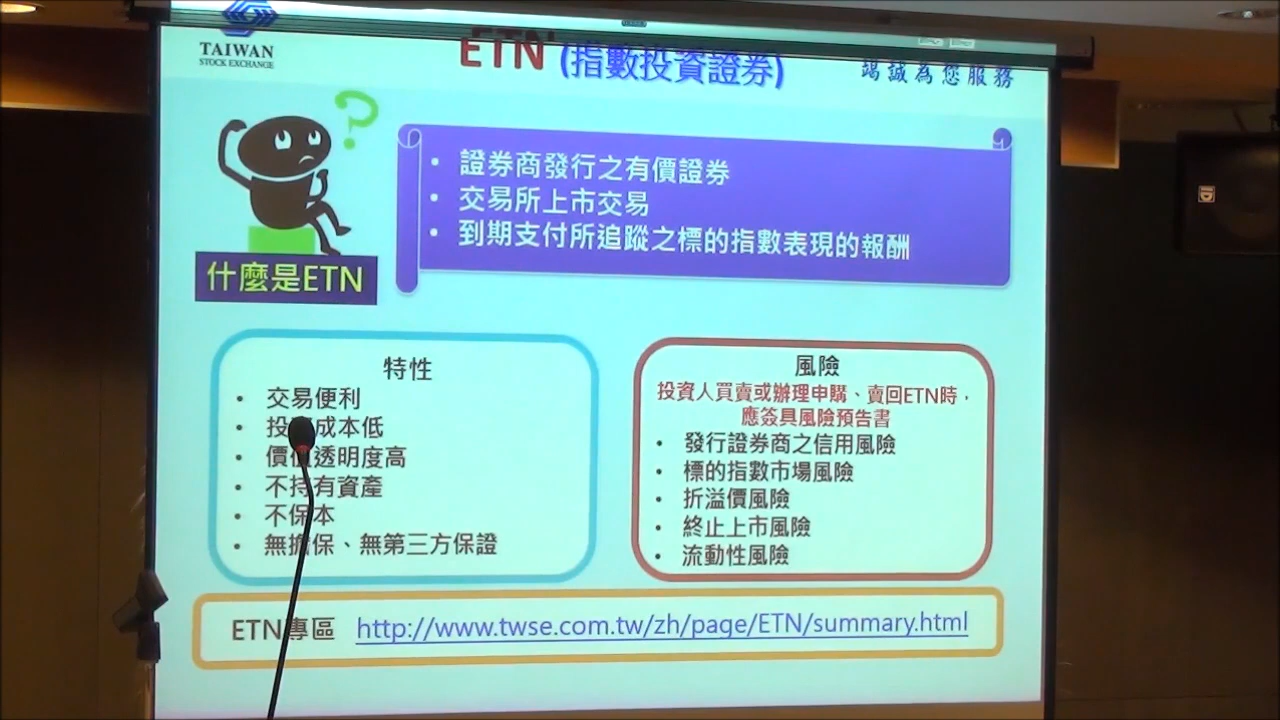 TAIWAN
STOCK EXCHANGE
ETN (指數投資證券)
竭誠為您服務
什麼是ETN
• 證券商發行之有價證券
• 交易所上市交易
• 到期支付所追蹤之標的指數表現的報酬
特性
• 交易便利
• 投資成本低
• 價值透明度高
• 不持有資產
• 不保本
• 無擔保、無第三方保證
風險
投資人買賣或辦理申購、賣回ETN時，
應簽具風險預告書
• 發行證券商之信用風險
• 標的指數市場風險
• 折溢價風險
• 終止上市風險
• 流動性風險
ETN專區 http://www.twse.com.tw/zh/page/ETN/summary.html